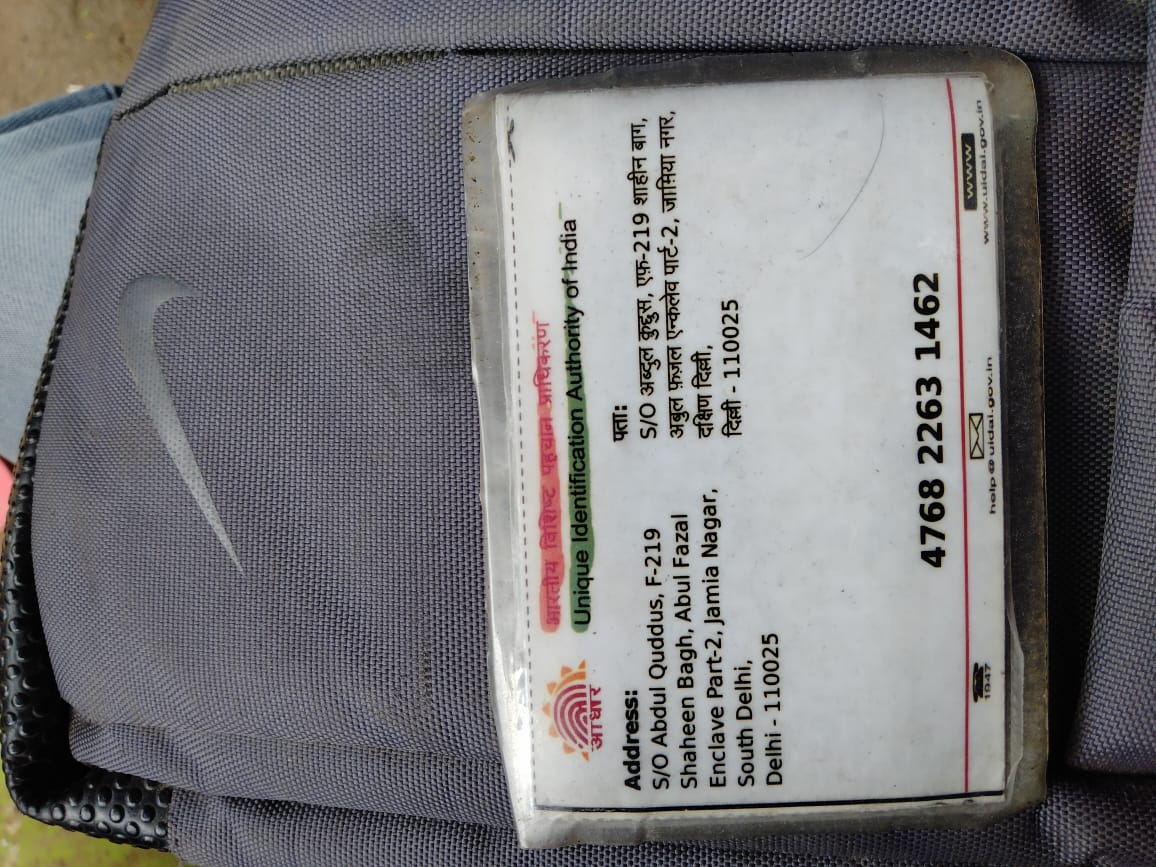 भारतीय विशिष्ट पहचान प्राधिकरण
Unique Identification Authority of India
आधार
Address:
S/O Abdul Quddus, F-219
Shaheen Bagh, Abul Fazal
Enclave Part-2, Jamia Nagar,
South Delhi,
Delhi - 110025
पता:
S/O अब्दुल कुद्दुस, एफ़-219 शाहीन बाग,
अबुल फ़ज़ल एन्कलेव पार्ट-2, जामिया नगर,
दक्षिण दिल्ली,
दिल्ली - 110025
4768 2263 1462
1947
help@uidai.gov.in
www
www.uidai.gov.in